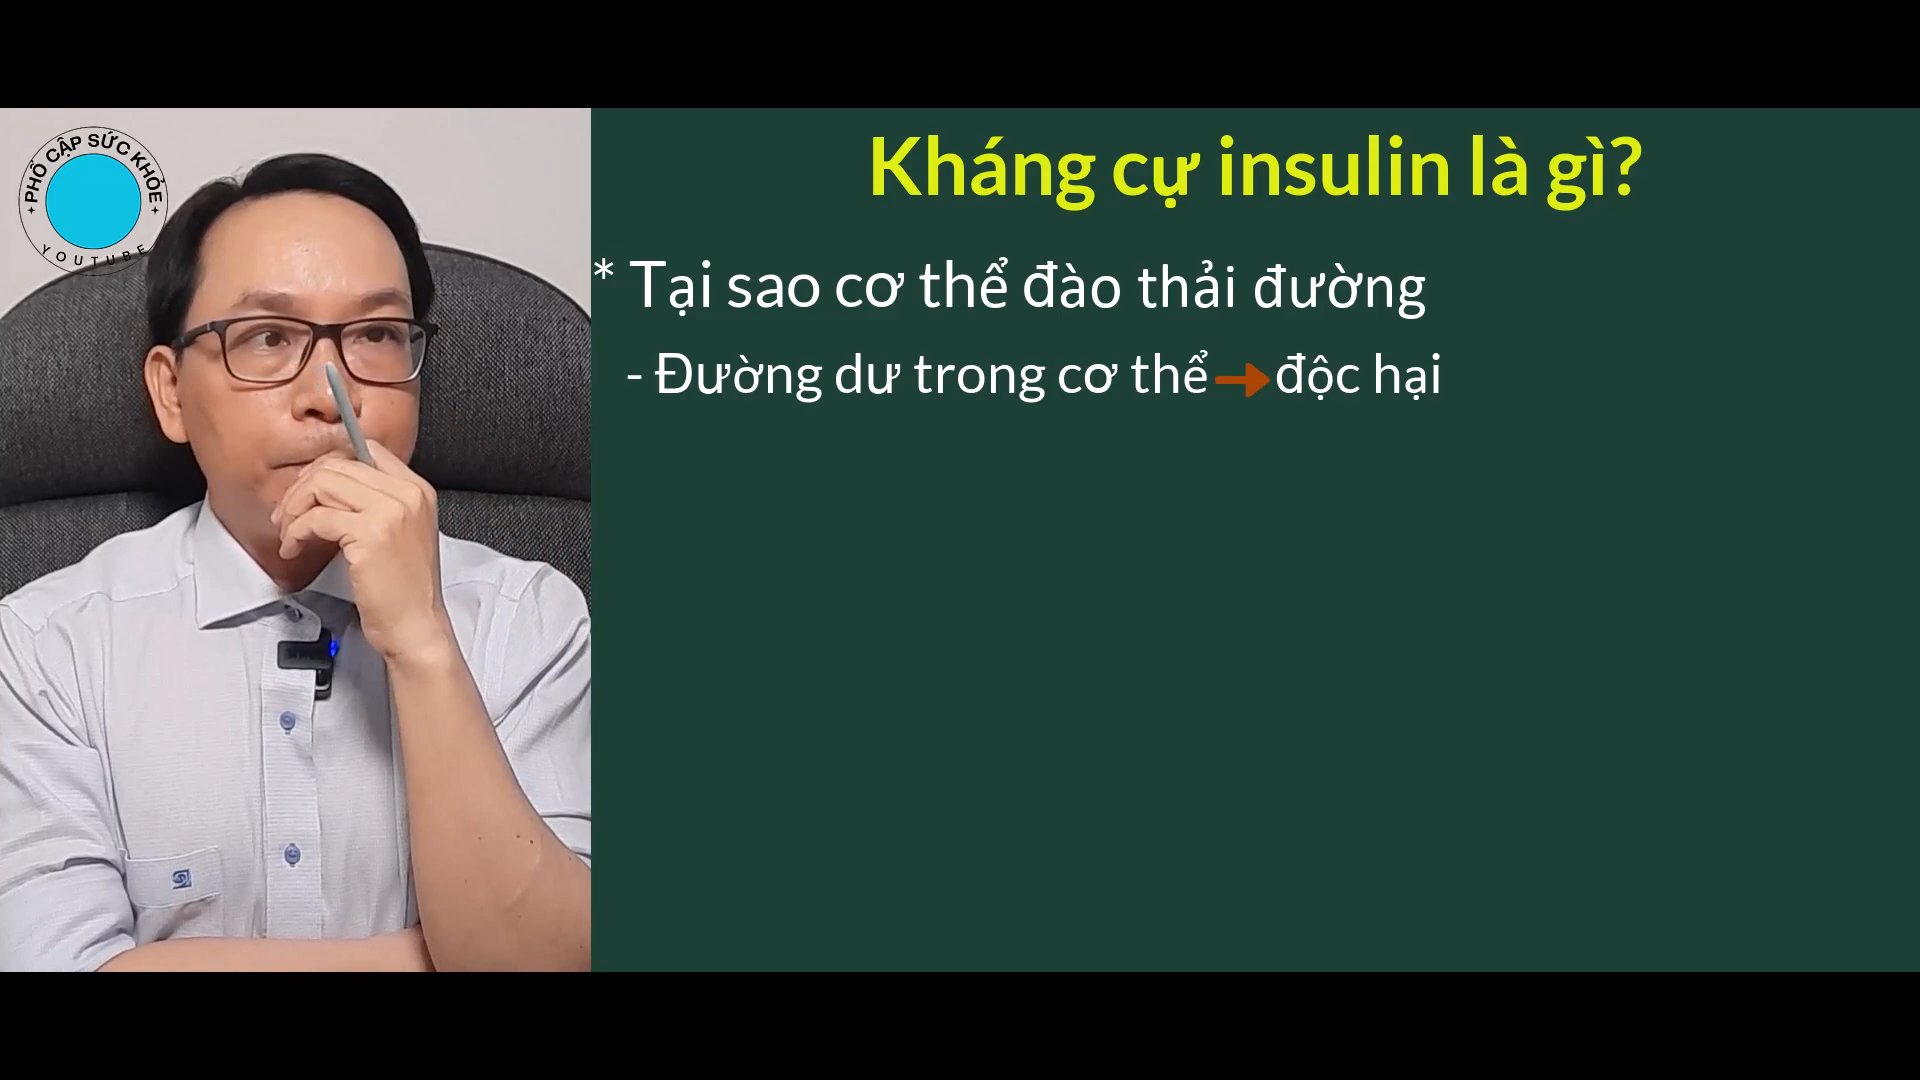 PHỔ CẬP SỨC KHỎE
YOUTUBE
Kháng cự insulin là gì?
* Tại sao cơ thể đào thải đường
- Đường dư trong cơ thể → độc hại